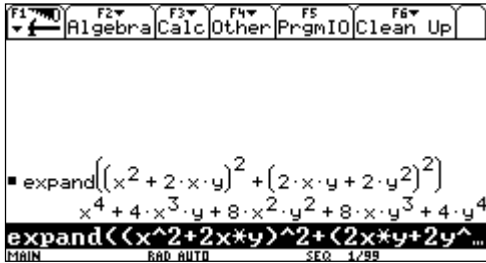 F1 F2 Algebra F3 Calc F4 Other F5 PrgmIO F6 Clean Up
▪ expand((x² + 2·x·y)² + (2·x·y + 2·y²)²)
x⁴ + 4·x³·y + 8·x²·y² + 8·x·y³ + 4·y⁴
expand((x^2+2x*y)^2+(2x*y+2y^…
MAIN RAD AUTO SEQ 1/99